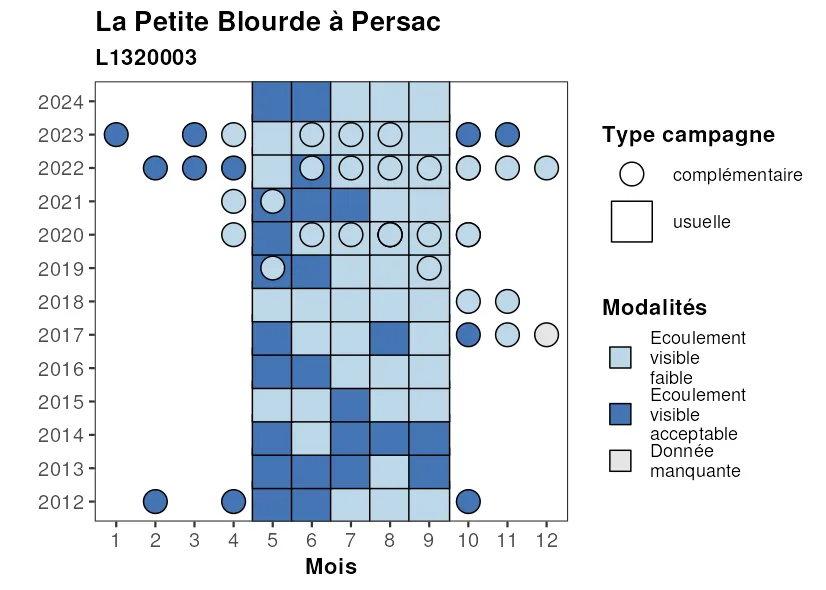 La Petite Blourde à Persac
L1320003
2024
2023
2022
2021
2020
2019
2018
2017
2016
2015
2014
2013
2012
1 2 3 4 5 6 7 8 9 10 11 12
Mois
Type campagne
complémentaire
usuelle
Modalités
Ecoulement
visible
faible
Ecoulement
visible
acceptable
Donnée
manquante